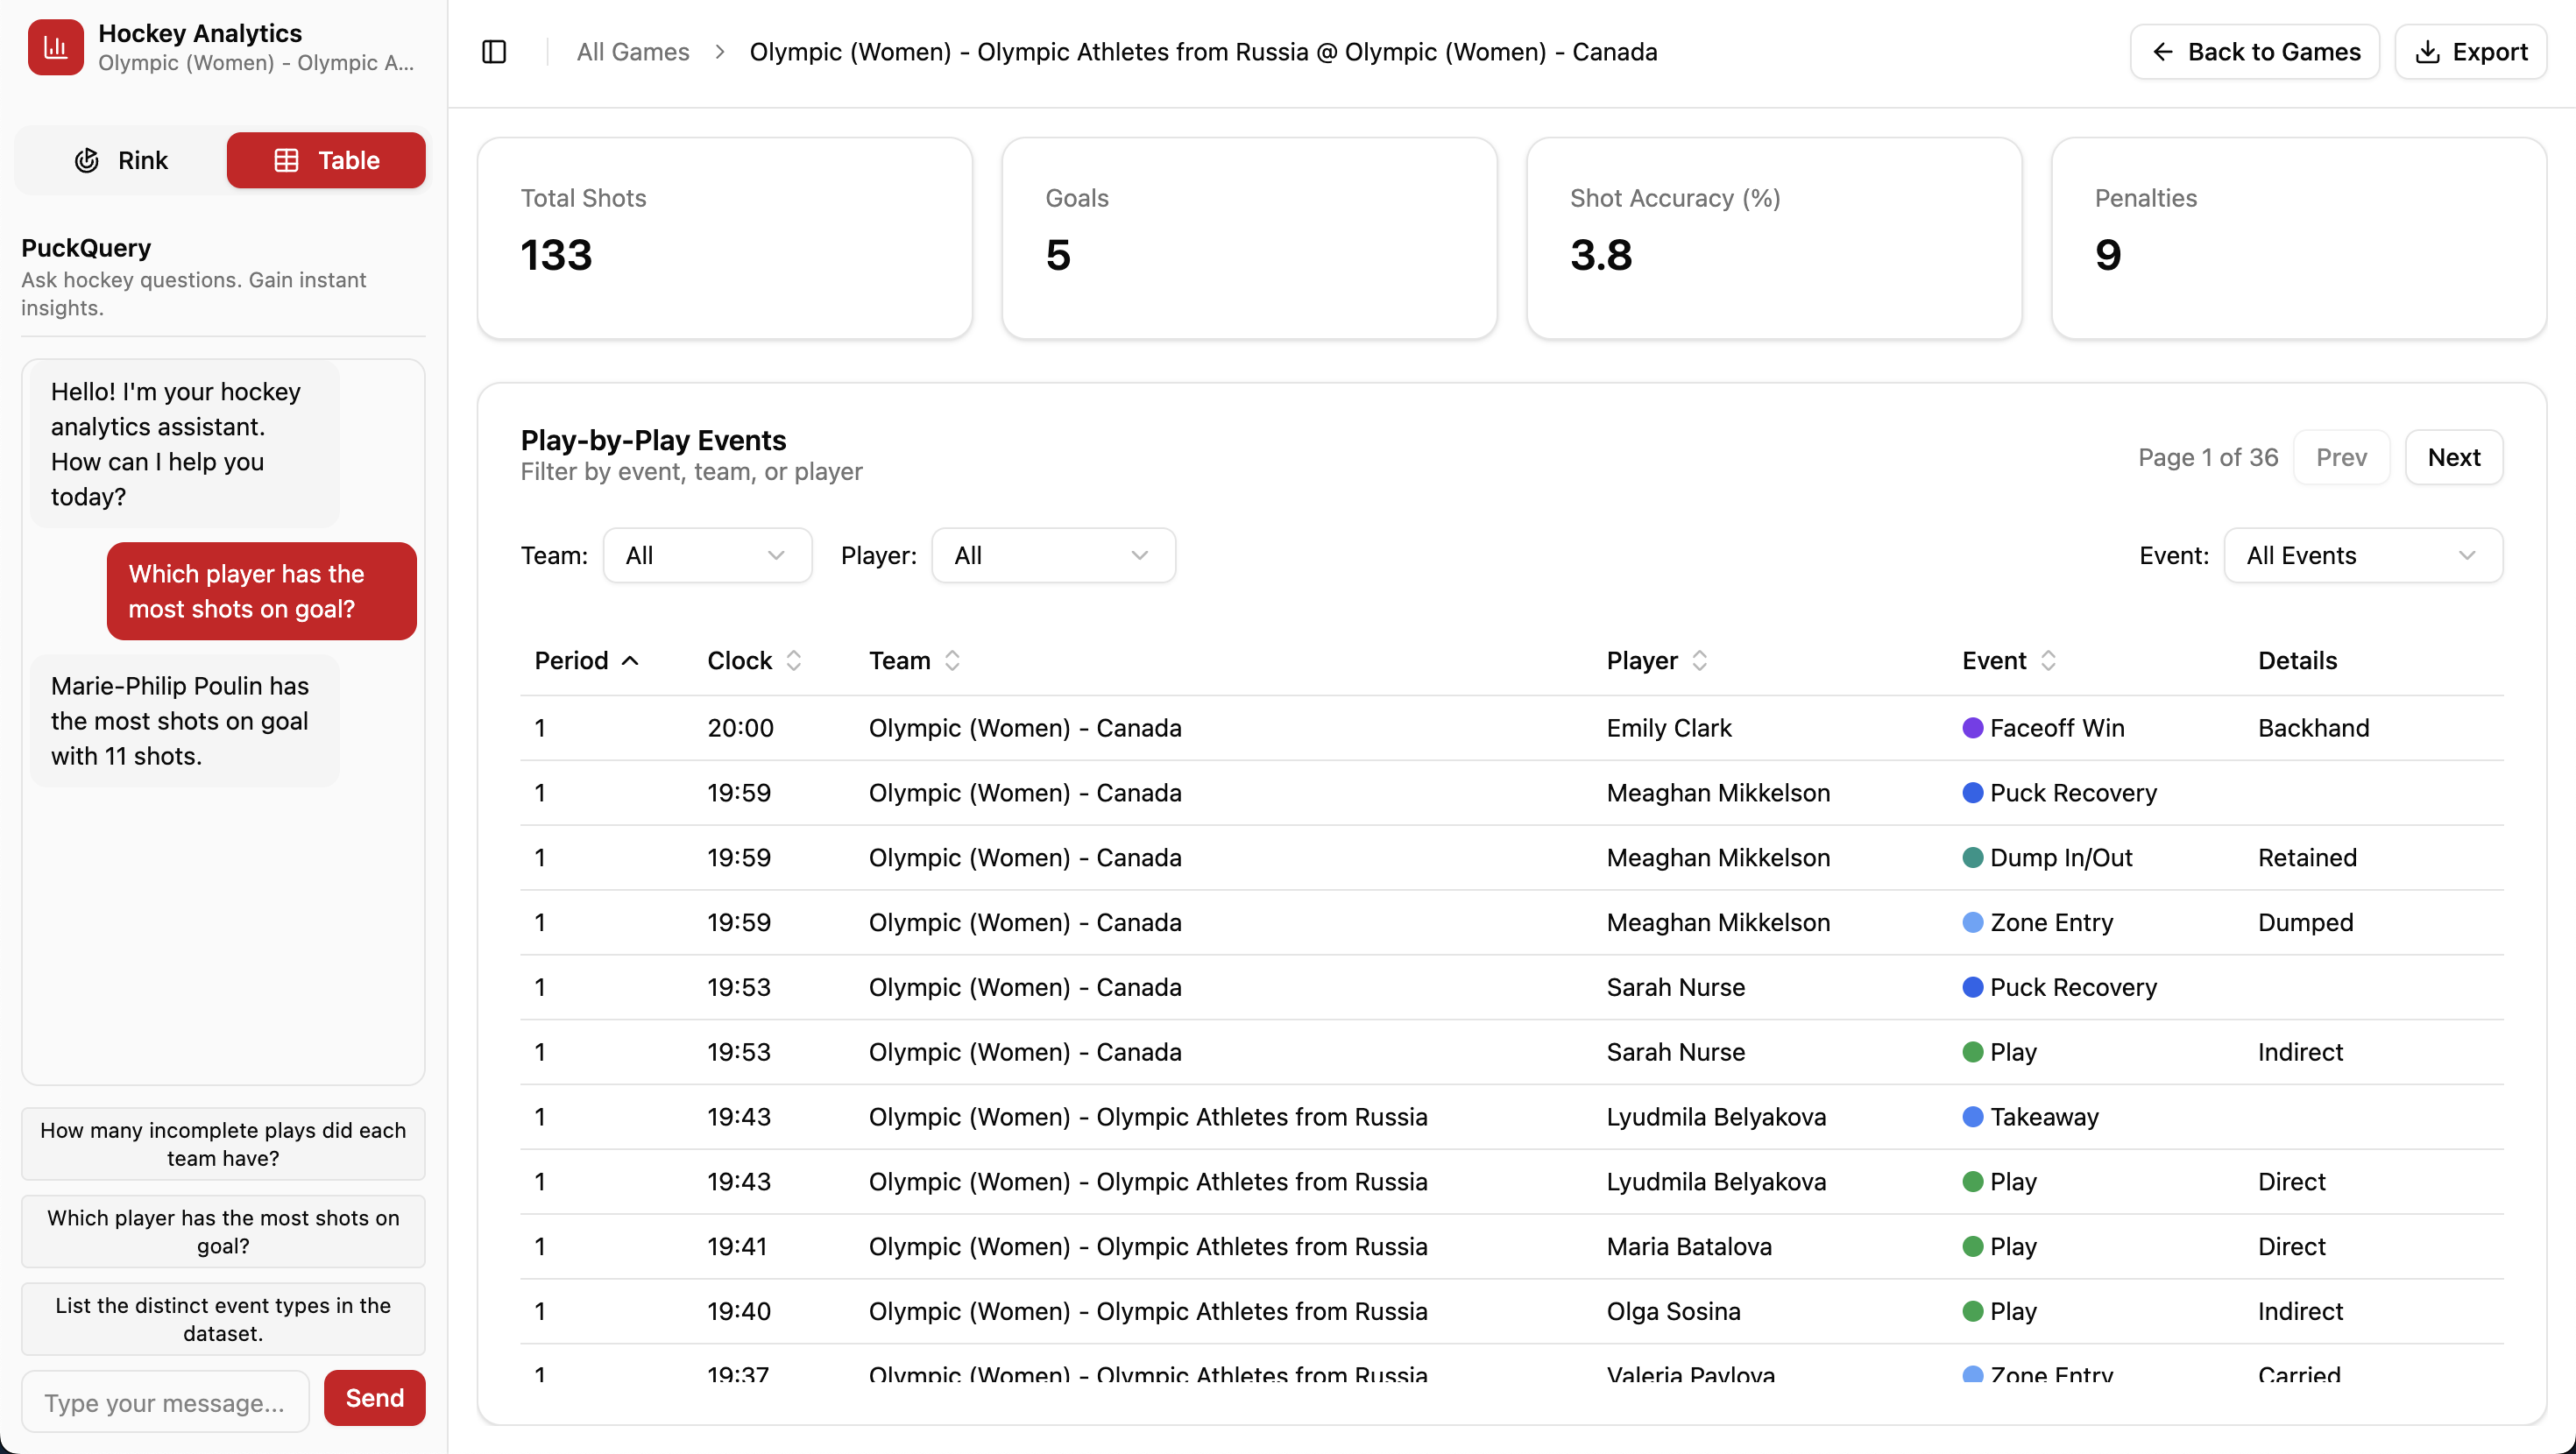 Hockey Analytics
Olympic (Women) - Olympic A...
Rink
Table
PuckQuery
Ask hockey questions. Gain instant
insights.
Hello! I'm your hockey
analytics assistant.
How can I help you
today?
Which player has the
most shots on goal?
Marie-Philip Poulin has
the most shots on goal
with 11 shots.
How many incomplete plays did each
team have?
Which player has the most shots on
goal?
List the distinct event types in the
dataset.
Type your message...
Send
All Games > Olympic (Women) - Olympic Athletes from Russia @ Olympic (Women) - Canada
Back to Games
Export
Total Shots
133
Goals
5
Shot Accuracy (%)
3.8
Penalties
9
Play-by-Play Events
Filter by event, team, or player
Page 1 of 36
Prev
Next
Team: All
Player: All
Event: All Events
Period Clock Team Player Event Details
1 20:00 Olympic (Women) - Canada Emily Clark Faceoff Win Backhand
1 19:59 Olympic (Women) - Canada Meaghan Mikkelson Puck Recovery
1 19:59 Olympic (Women) - Canada Meaghan Mikkelson Dump In/Out Retained
1 19:59 Olympic (Women) - Canada Meaghan Mikkelson Zone Entry Dumped
1 19:53 Olympic (Women) - Canada Sarah Nurse Puck Recovery
1 19:53 Olympic (Women) - Canada Sarah Nurse Play Indirect
1 19:43 Olympic (Women) - Olympic Athletes from Russia Lyudmila Belyakova Takeaway
1 19:43 Olympic (Women) - Olympic Athletes from Russia Lyudmila Belyakova Play Direct
1 19:41 Olympic (Women) - Olympic Athletes from Russia Maria Batalova Play Direct
1 19:40 Olympic (Women) - Olympic Athletes from Russia Olga Sosina Play Indirect
1 19:37 Olympic (Women) - Olympic Athletes from Russia Valeria Pavlova Zone Entry Carried